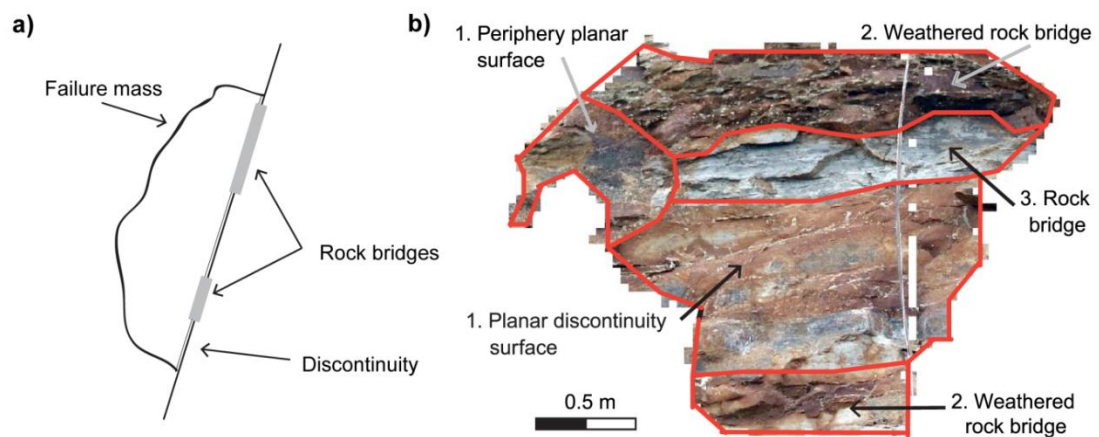 a)
Failure mass
Rock bridges
Discontinuity
b)
1. Periphery planar
surface
2. Weathered rock bridge
3. Rock
bridge
1. Planar discontinuity
surface
0.5 m
2. Weathered
rock bridge